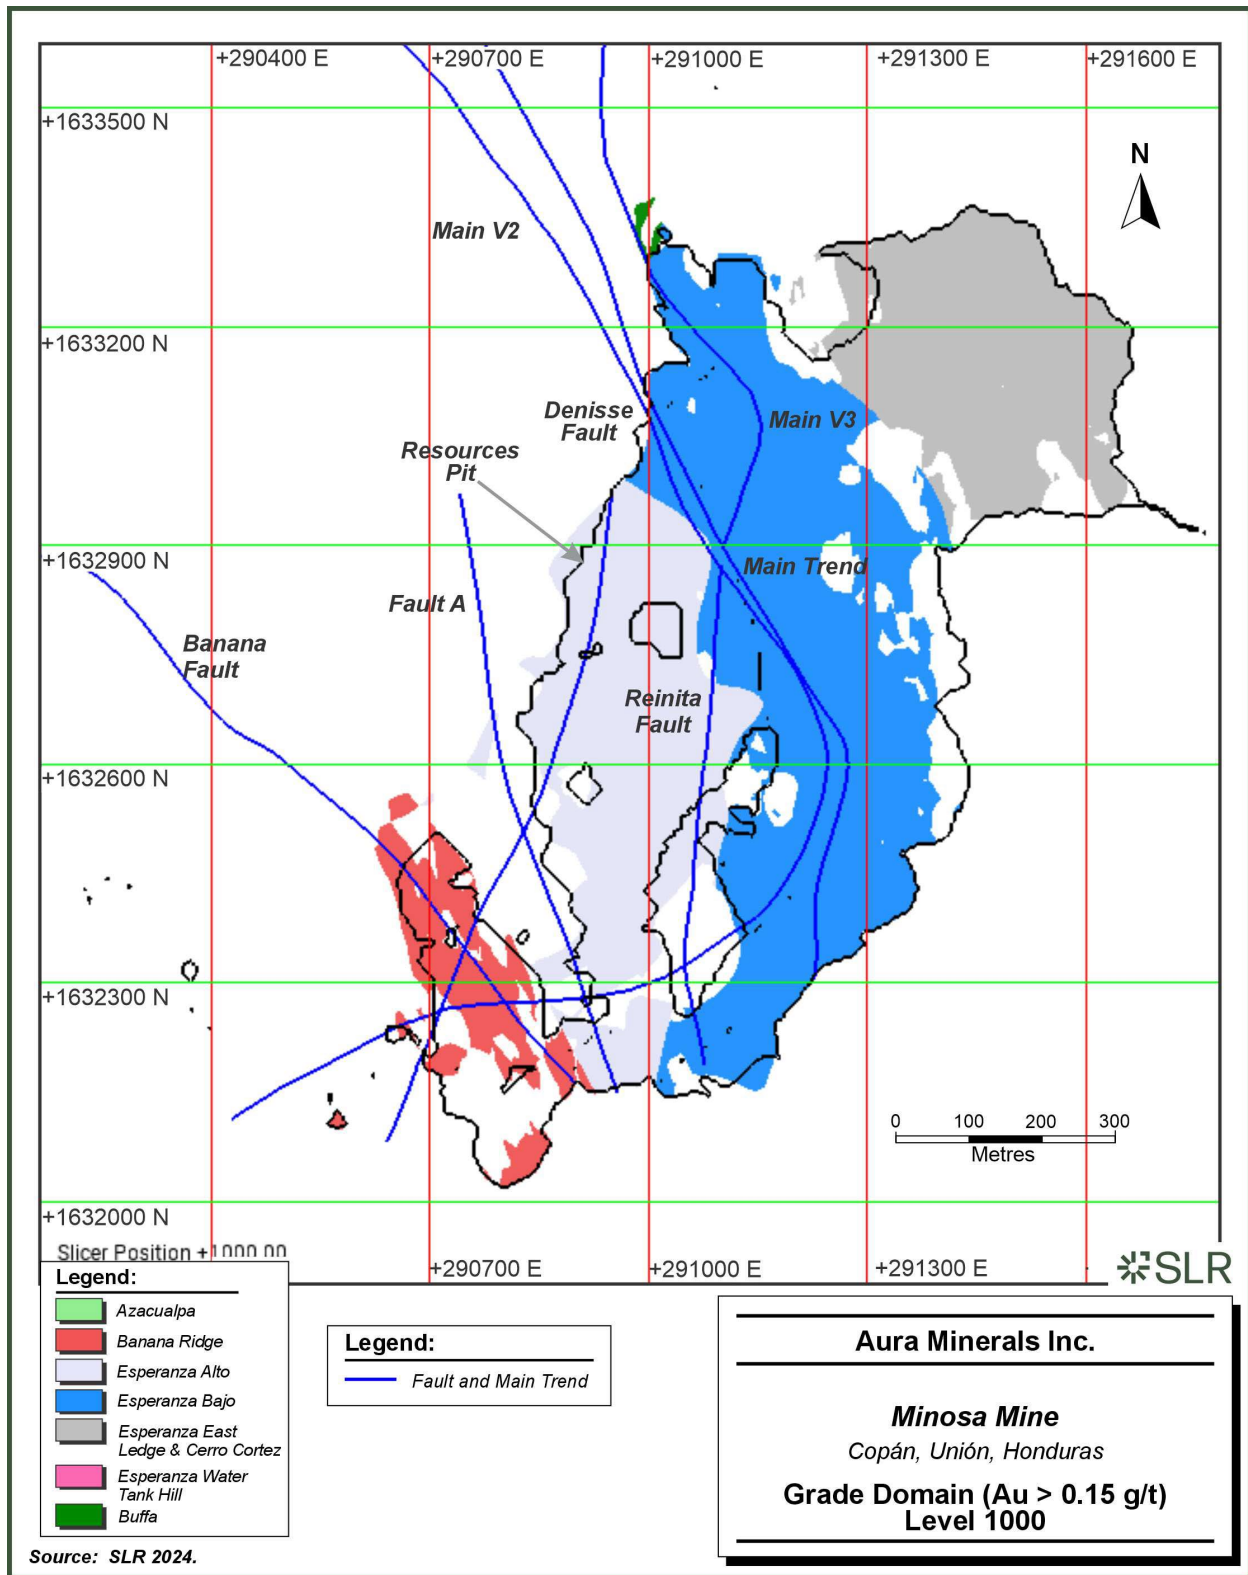 +290400 E
+290700 E
+291000 E
+291300 E
+291600 E
+1633500 N
N
Main V2
+1633200 N
Denisse
Fault
Main V3
Resources
Pit
+1632900 N
Main Trend
Fault A
Banana
Fault
Reinita
Fault
+1632600 N
+1632300 N
0 100 200 300
Metres
+1632000 N
Slicer Position +1000.00
+290700 E
+291000 E
+291300 E
SLR
Legend:
Azacualpa
Banana Ridge
Esperanza Alto
Esperanza Bajo
Esperanza East
Ledge & Cerro Cortez
Esperanza Water
Tank Hill
Buffa
Legend:
Fault and Main Trend
Aura Minerals Inc.
Minosa Mine
Copán, Unión, Honduras
Grade Domain (Au > 0.15 g/t)
Level 1000
Source: SLR 2024.